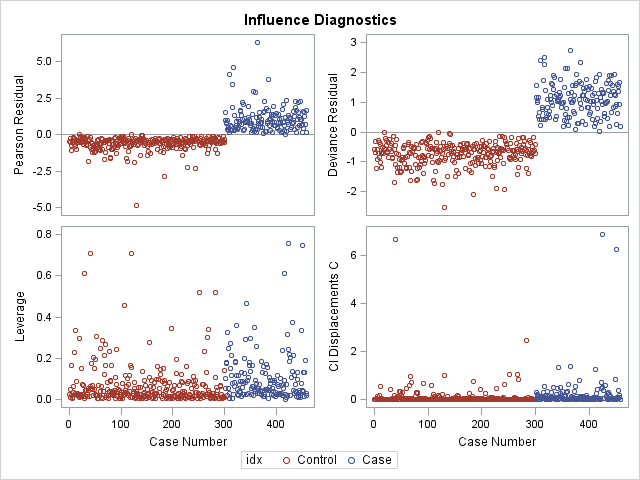 Influence Diagnostics
Pearson Residual
5.0
2.5
0.0
-2.5
-5.0
Deviance Residual
3
2
1
0
-1
-2
Leverage
0.8
0.6
0.4
0.2
0.0
0 100 200 300 400
Case Number
CI Displacements C
6
4
2
0
0 100 200 300 400
Case Number
idx Control Case